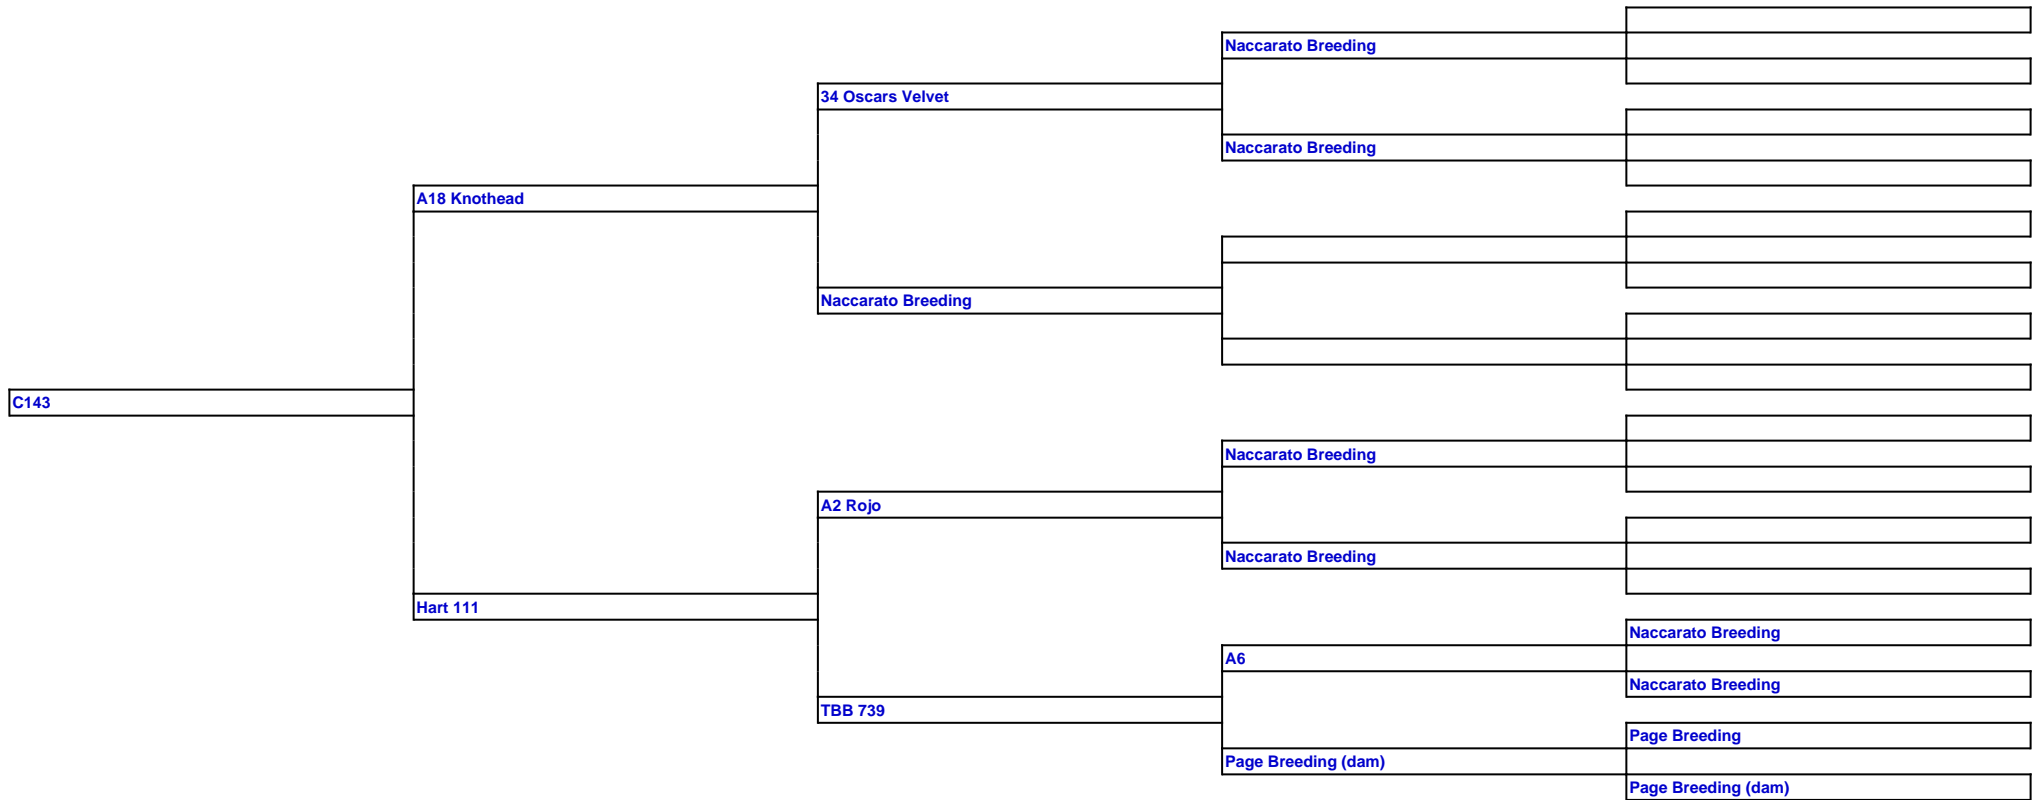 Naccarato Breeding
34 Oscars Velvet
Naccarato Breeding
A18 Knothead
Naccarato Breeding
C143
Naccarato Breeding
A2 Rojo
Naccarato Breeding
Hart 111
Naccarato Breeding
A6
Naccarato Breeding
TBB 739
Page Breeding
Page Breeding (dam)
Page Breeding (dam)